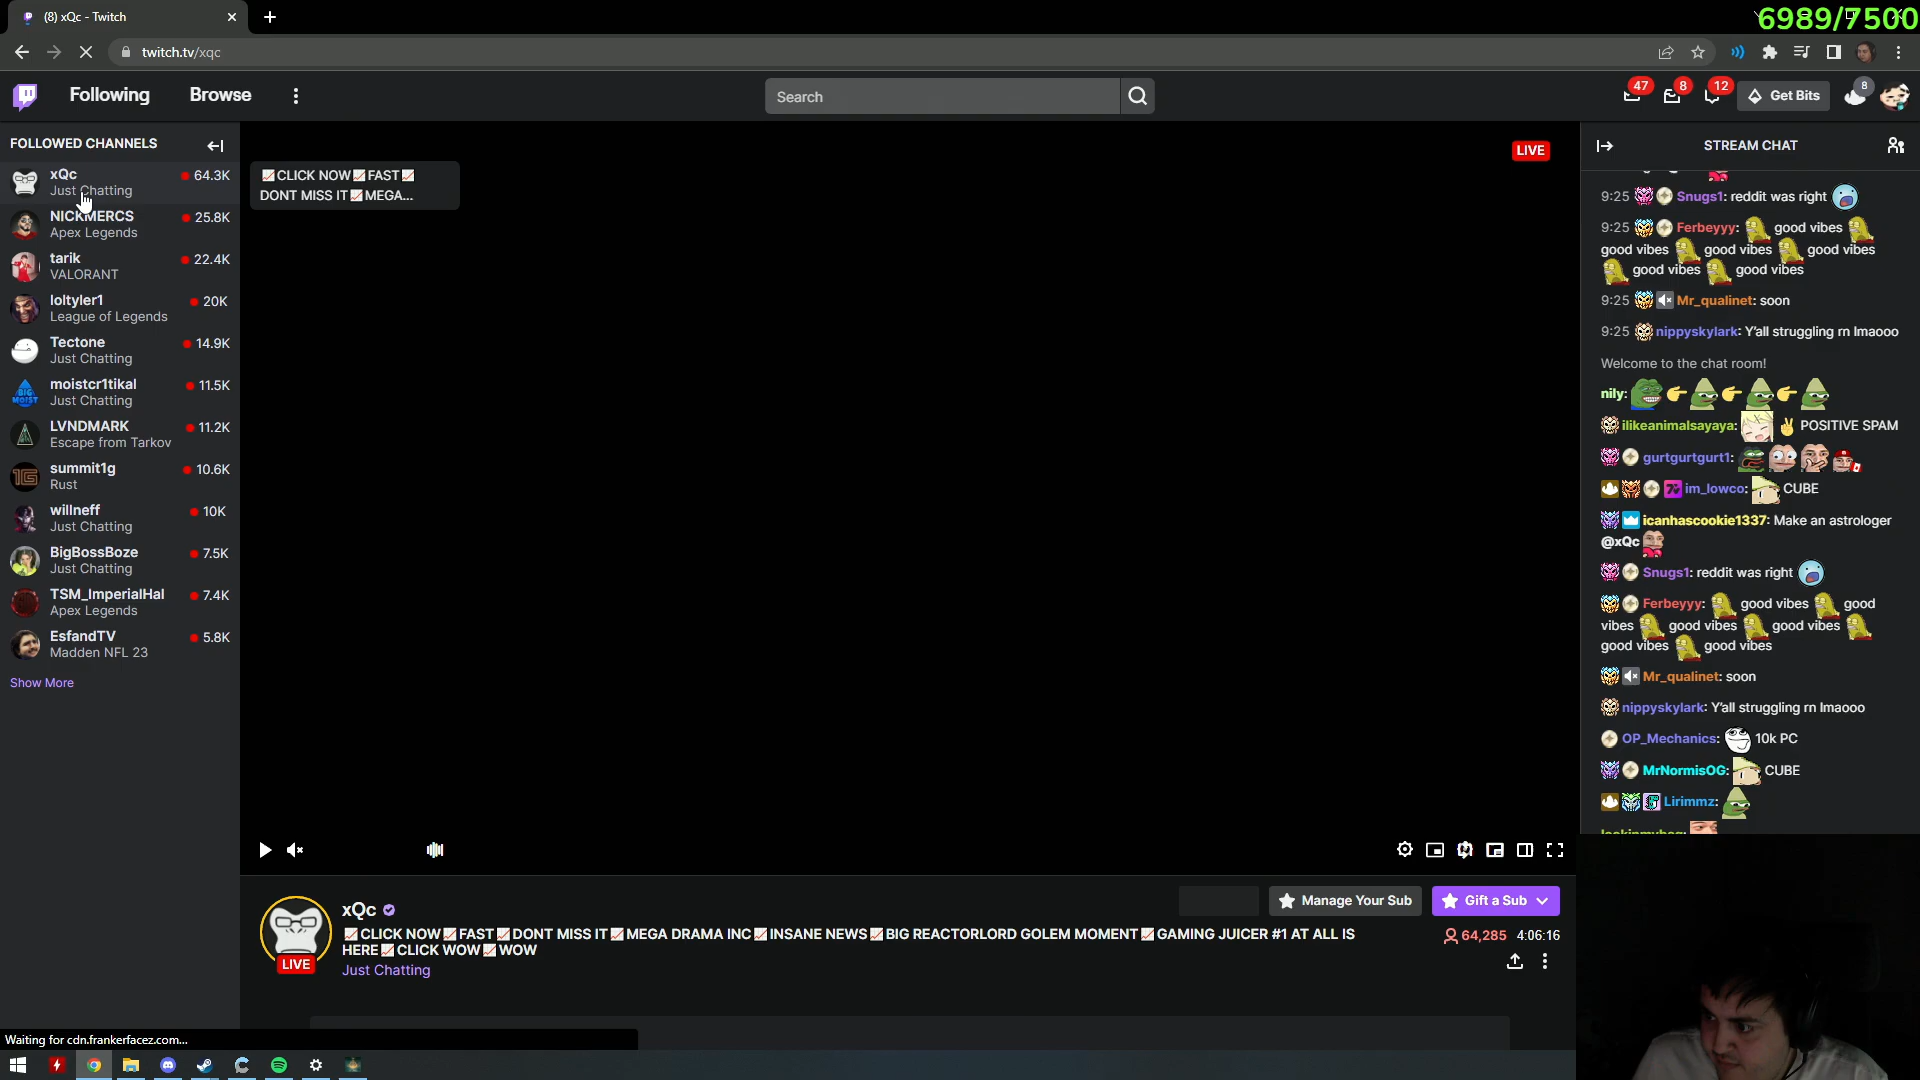 (8) xQc - Twitch
6989/7500
twitch.tv/xqc
Following
Browse
Search
47
8
12
Get Bits
8
FOLLOWED CHANNELS
xQc
64.3K
Just Chatting
NICKMERCS
25.8K
Apex Legends
tarik
22.4K
VALORANT
loltyler1
20K
League of Legends
Tectone
14.9K
Just Chatting
moistcr1tikal
11.5K
Just Chatting
LVNDMARK
11.2K
Escape from Tarkov
summit1g
10.6K
Rust
willneff
10K
Just Chatting
BigBossBoze
7.5K
Just Chatting
TSM_ImperialHal
7.4K
Apex Legends
EsfandTV
5.8K
Madden NFL 23
Show More
📈CLICK NOW📈FAST📈
DONT MISS IT📈MEGA...
LIVE
xQc
Manage Your Sub
Gift a Sub
📈CLICK NOW📈FAST📈DONT MISS IT📈MEGA DRAMA INC📈INSANE NEWS📈BIG REACTORLORD GOLEM MOMENT📈GAMING JUICER #1 AT ALL IS
HERE📈CLICK WOW📈WOW
64,285 4:06:16
LIVE
Just Chatting
STREAM CHAT
9:25 Snugs1: reddit was right
9:25 Ferbeyyy: good vibes
good vibes good vibes good vibes
good vibes good vibes
9:25 Mr_qualinet: soon
9:25 nippyskylark: Y'all struggling rn lmaooo
Welcome to the chat room!
nily: 👉 👉 👉
ilikeanimalsayaya: ✌ POSITIVE SPAM
gurtgurtgurt1:
im_lowco: CUBE
icanhascookie1337: Make an astrologer
@xQc
Snugs1: reddit was right
Ferbeyyy: good vibes good
vibes good vibes good vibes
good vibes good vibes
Mr_qualinet: soon
nippyskylark: Y'all struggling rn lmaooo
OP_Mechanics: 10k PC
MrNormisOG: CUBE
Lirimmz:
Waiting for cdn.frankerfacez.com...